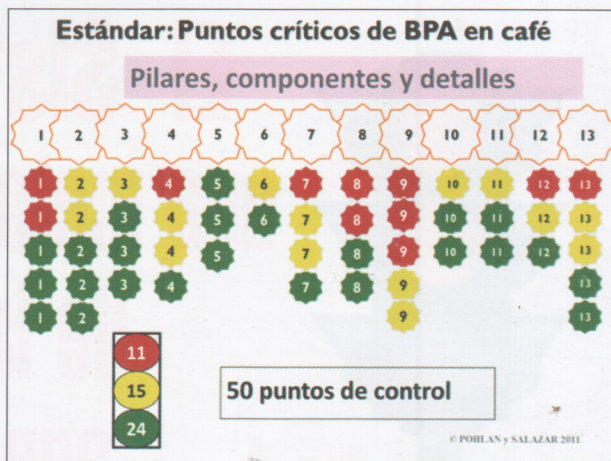 Estándar: Puntos críticos de BPA en café
Pilares, componentes y detalles
1 2 3 4 5 6 7 8 9 10 11 12 13
1 2 3 4 5 6 7 8 9 10 11 12 13
1 2 3 4 5 6 7 8 9 10 11 12 13
1 2 3 4 5 7 8 9 10 11 12 13
1 2 3 4 7 8 9 13
1 2 9 13
11
15
24
50 puntos de control
© POHLAN y SALAZAR 2011